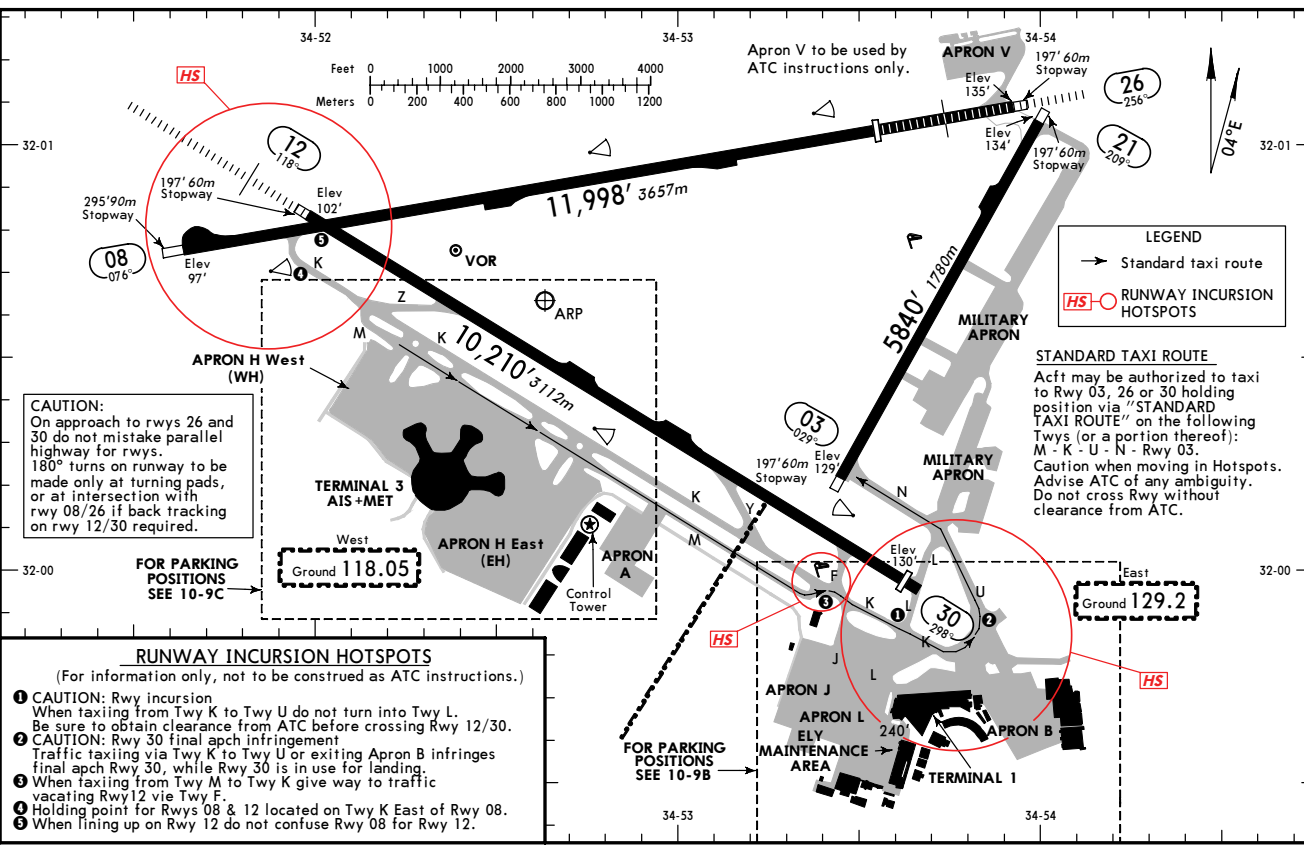 34-52
34-53
34-54
Feet 0 1000 2000 3000 4000
Meters 0 200 400 600 800 1000 1200
Apron V to be used by
ATC instructions only.
APRON V
Elev
135'
197' 60m
Stopway
26
256°
HS
12
118°
197' 60m
Stopway
Elev
102'
295' 90m
Stopway
08
076°
Elev
97'
32-01
32-01
11,998' 3657m
Elev
134'
197' 60m
Stopway
21
209°
04°E
5
4
K
Z
M
K
VOR
ARP
10,210' 3112m
5840' 1780m
LEGEND
Standard taxi route
HS RUNWAY INCURSION
HOTSPOTS
MILITARY
APRON
STANDARD TAXI ROUTE
Acft may be authorized to taxi
to Rwy 03, 26 or 30 holding
position via "STANDARD
TAXI ROUTE" on the following
Twys (or a portion thereof):
M - K - U - N - Rwy 03.
Caution when moving in Hotspots.
Advise ATC of any ambiguity.
Do not cross Rwy without
clearance from ATC.
APRON H West
(WH)
CAUTION:
On approach to rwys 26 and
30 do not mistake parallel
highway for rwys.
180° turns on runway to be
made only at turning pads,
or at intersection with
rwy 08/26 if back tracking
on rwy 12/30 required.
TERMINAL 3
AIS+MET
03
029°
Elev
129'
197' 60m
Stopway
MILITARY
APRON
N
K
Y
M
APRON H East
(EH)
APRON
A
Control
Tower
West
Ground 118.05
FOR PARKING
POSITIONS
SEE 10-9C
32-00
32-00
Elev
130'
L
F
3
K
1
L
30
298°
U
2
K
East
Ground 129.2
HS
HS
J
L
APRON J
APRON L
240'
ELY
MAINTENANCE
AREA
APRON B
TERMINAL 1
FOR PARKING
POSITIONS
SEE 10-9B
34-53
34-54
RUNWAY INCURSION HOTSPOTS
(For information only, not to be construed as ATC instructions.)
1 CAUTION: Rwy incursion
When taxiing from Twy K to Twy U do not turn into Twy L.
Be sure to obtain clearance from ATC before crossing Rwy 12/30.
2 CAUTION: Rwy 30 final apch infringement
Traffic taxiing via Twy K to Twy U or exiting Apron B infringes
final apch Rwy 30, while Rwy 30 is in use for landing.
3 When taxiing from Twy M to Twy K give way to traffic
vacating Rwy12 vie Twy F.
4 Holding point for Rwys 08 & 12 located on Twy K East of Rwy 08.
5 When lining up on Rwy 12 do not confuse Rwy 08 for Rwy 12.